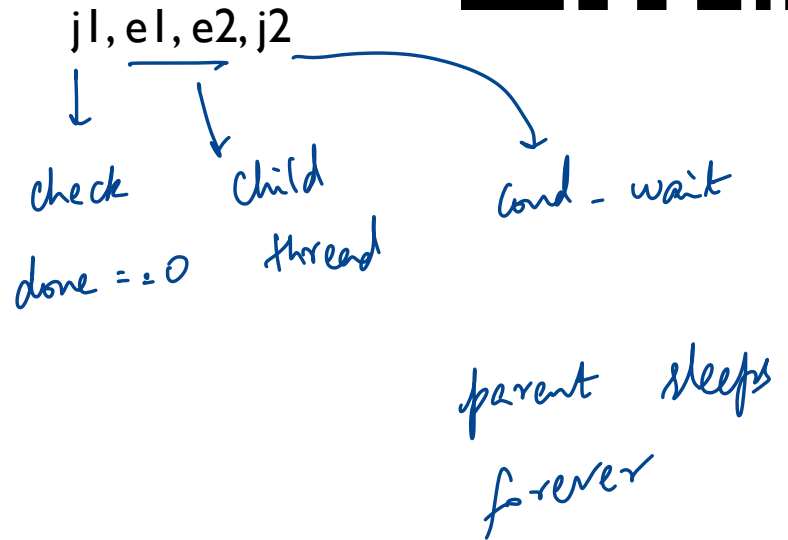 j1, e1, e2, j2
check child cond - wait
done == 0 thread
parent sleeps
forever